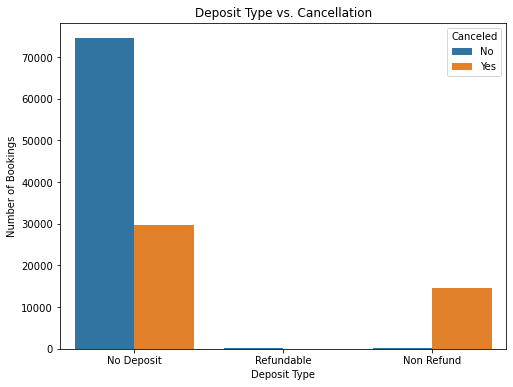 Deposit Type vs. Cancellation
Canceled
No
Yes
Number of Bookings
70000
60000
50000
40000
30000
20000
10000
0
No Deposit
Refundable
Non Refund
Deposit Type